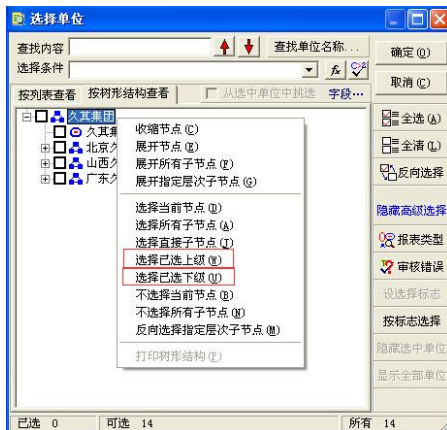 选择单位
查找内容
查找单位名称...
确定(O)
选择条件
取消(C)
按列表查看
按树形结构查看
从选中单位中挑选
字段…
久其集团
久其集
北京久
山西久
广东久
收缩节点(C)
展开节点(E)
展开所有子节点(F)
展开指定层次子节点(G)
选择当前节点(D)
选择所有子节点(A)
选择直接子节点(T)
选择已选上级(W)
选择已选下级(U)
不选择当前节点(B)
不选择所有子节点(N)
反向选择指定层次子节点(M)
打印树形结构(P)
全选(A)
全清(L)
反向选择
隐藏高级选择
报表类型
审核错误
设选择标志
按标志选择
隐藏选中单位
显示全部单位
已选 0
可选 14
所有 14